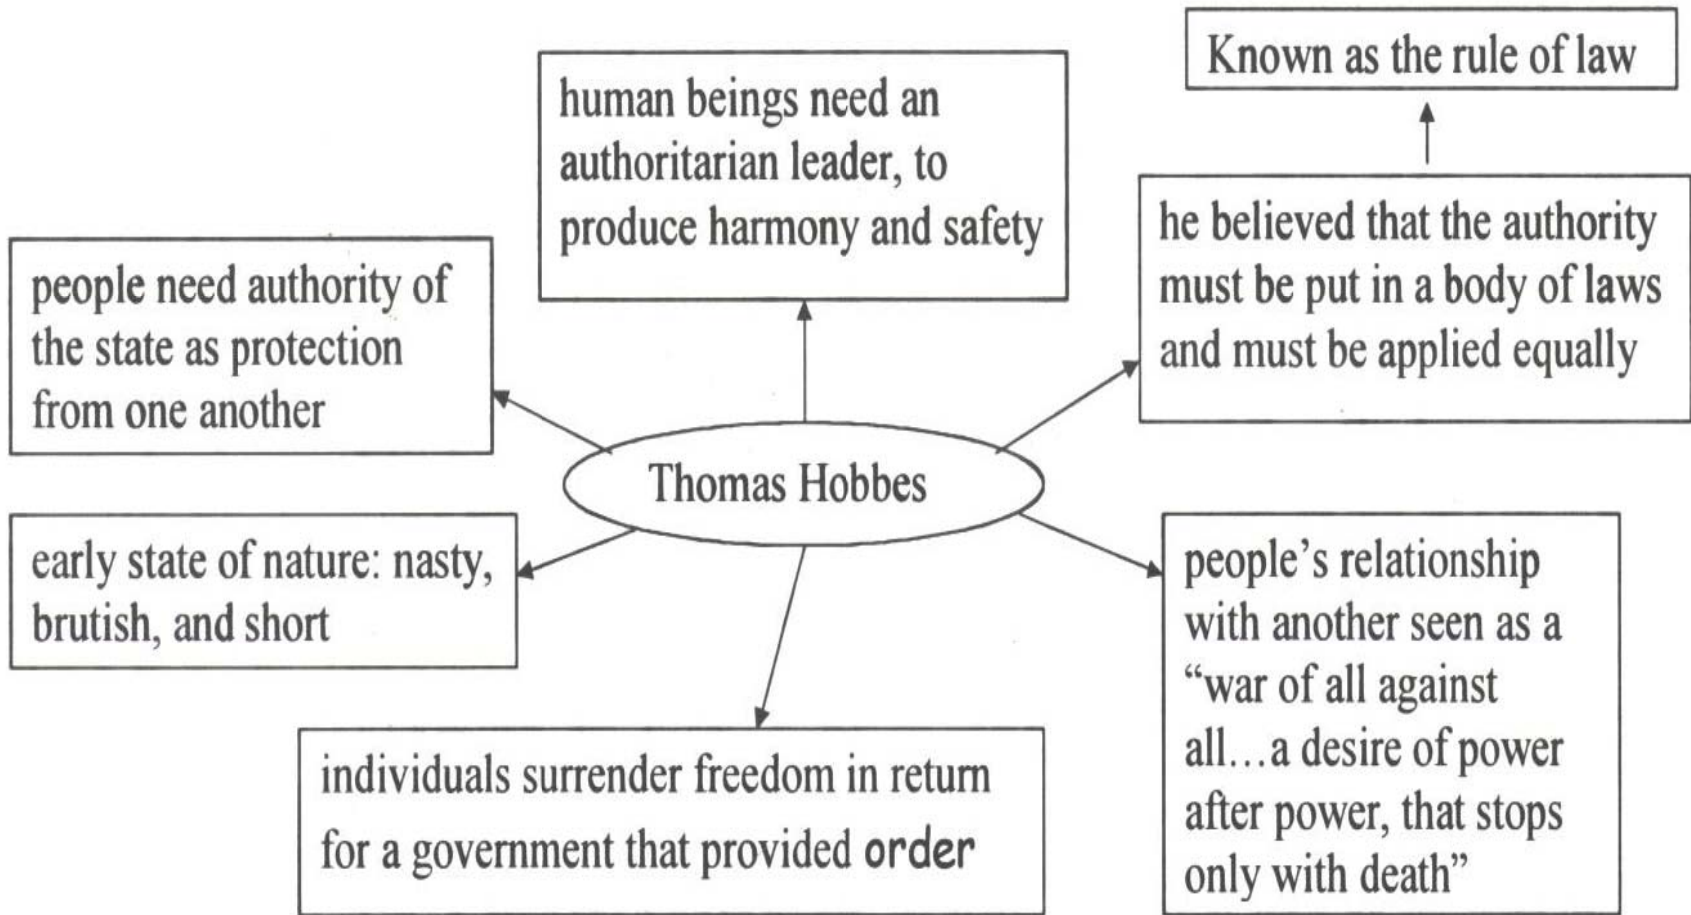 Known as the rule of law
human beings need an
authoritarian leader, to
produce harmony and safety
he believed that the authority
must be put in a body of laws
and must be applied equally
people need authority of
the state as protection
from one another
Thomas Hobbes
early state of nature: nasty,
brutish, and short
people's relationship
with another seen as a
“war of all against
all…a desire of power
after power, that stops
only with death”
individuals surrender freedom in return
for a government that provided order